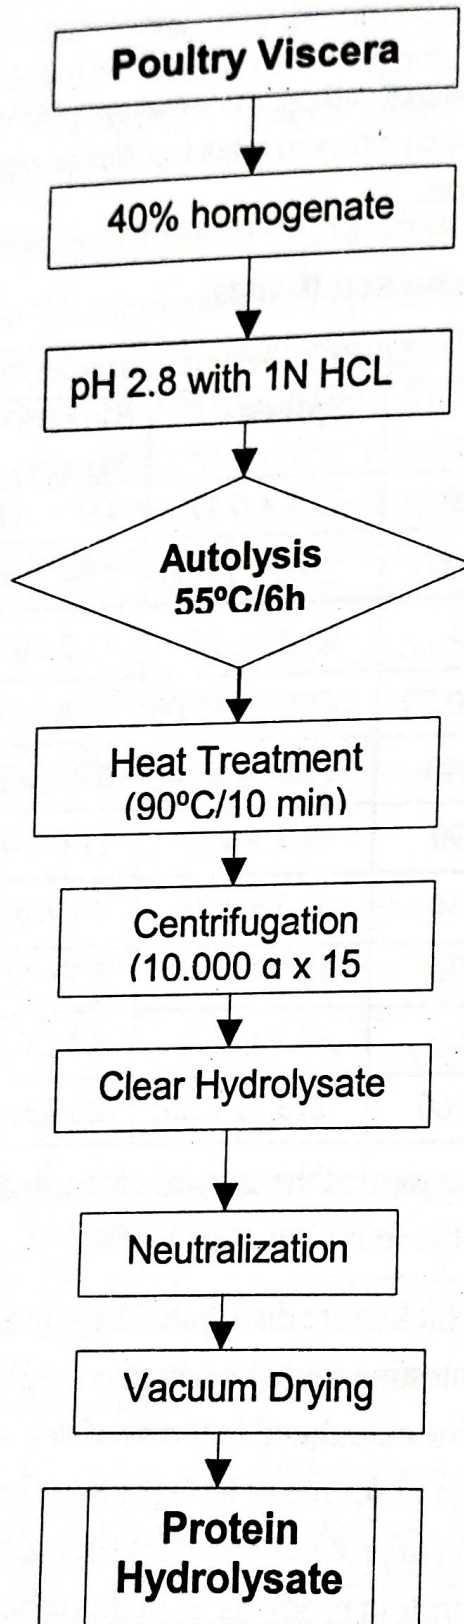 Poultry Viscera
40% homogenate
pH 2.8 with 1N HCL
Autolysis
55ºC/6h
Heat Treatment
(90ºC/10 min)
Centrifugation
(10.000 g x 15
Clear Hydrolysate
Neutralization
Vacuum Drying
Protein
Hydrolysate